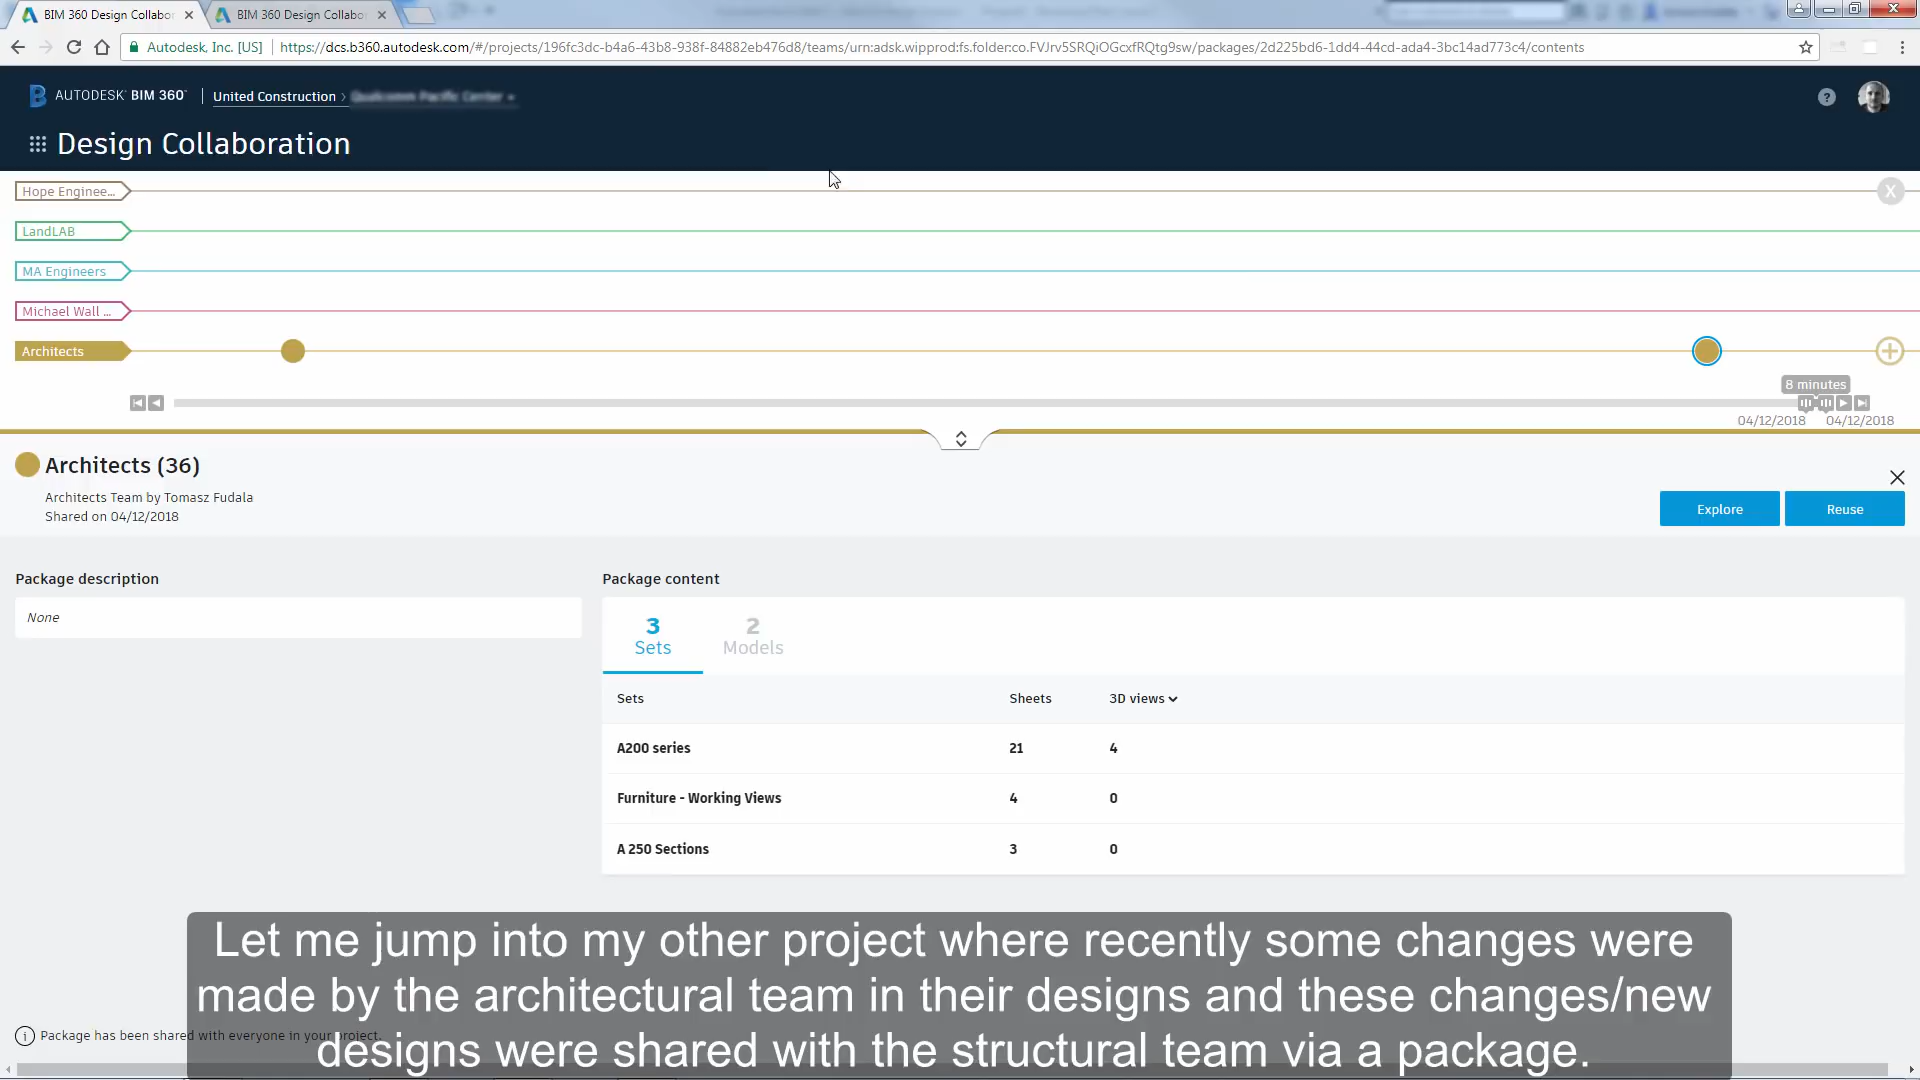 BIM 360 Design Collabo
BIM 360 Design Collabo
Autodesk, Inc. [US] | https://dcs.b360.autodesk.com/#/projects/196fc3dc-b4a6-43b8-938f-84882eb476d8/teams/urn:adsk.wipprod:fs.folder:co.FVJrv5SRQiOGcxfRQtg9sw/packages/2d225bd6-1dd4-44cd-ada4-3bc14ad773c4/contents
AUTODESK® BIM 360™ | United Construction > Qualcomm Pacific Center
Design Collaboration
Hope Enginee...
X
LandLAB
MA Engineers
Michael Wall ...
Architects
8 minutes
04/12/2018 04/12/2018
Architects (36)
Architects Team by Tomasz Fudala
Shared on 04/12/2018
Explore Reuse
Package description
None
Package content
3 2
Sets Models
Sets Sheets 3D views
A200 series 21 4
Furniture - Working Views 4 0
A 250 Sections 3 0
Package has been shared with everyone in your project.
Let me jump into my other project where recently some changes were
made by the architectural team in their designs and these changes/new
designs were shared with the structural team via a package.